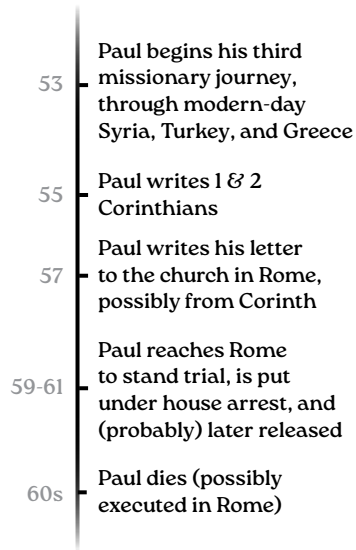 53
Paul begins his third
missionary journey,
through modern-day
Syria, Turkey, and Greece
55
Paul writes 1 & 2
Corinthians
57
Paul writes his letter
to the church in Rome,
possibly from Corinth
59-61
Paul reaches Rome
to stand trial, is put
under house arrest, and
(probably) later released
60s
Paul dies (possibly
executed in Rome)